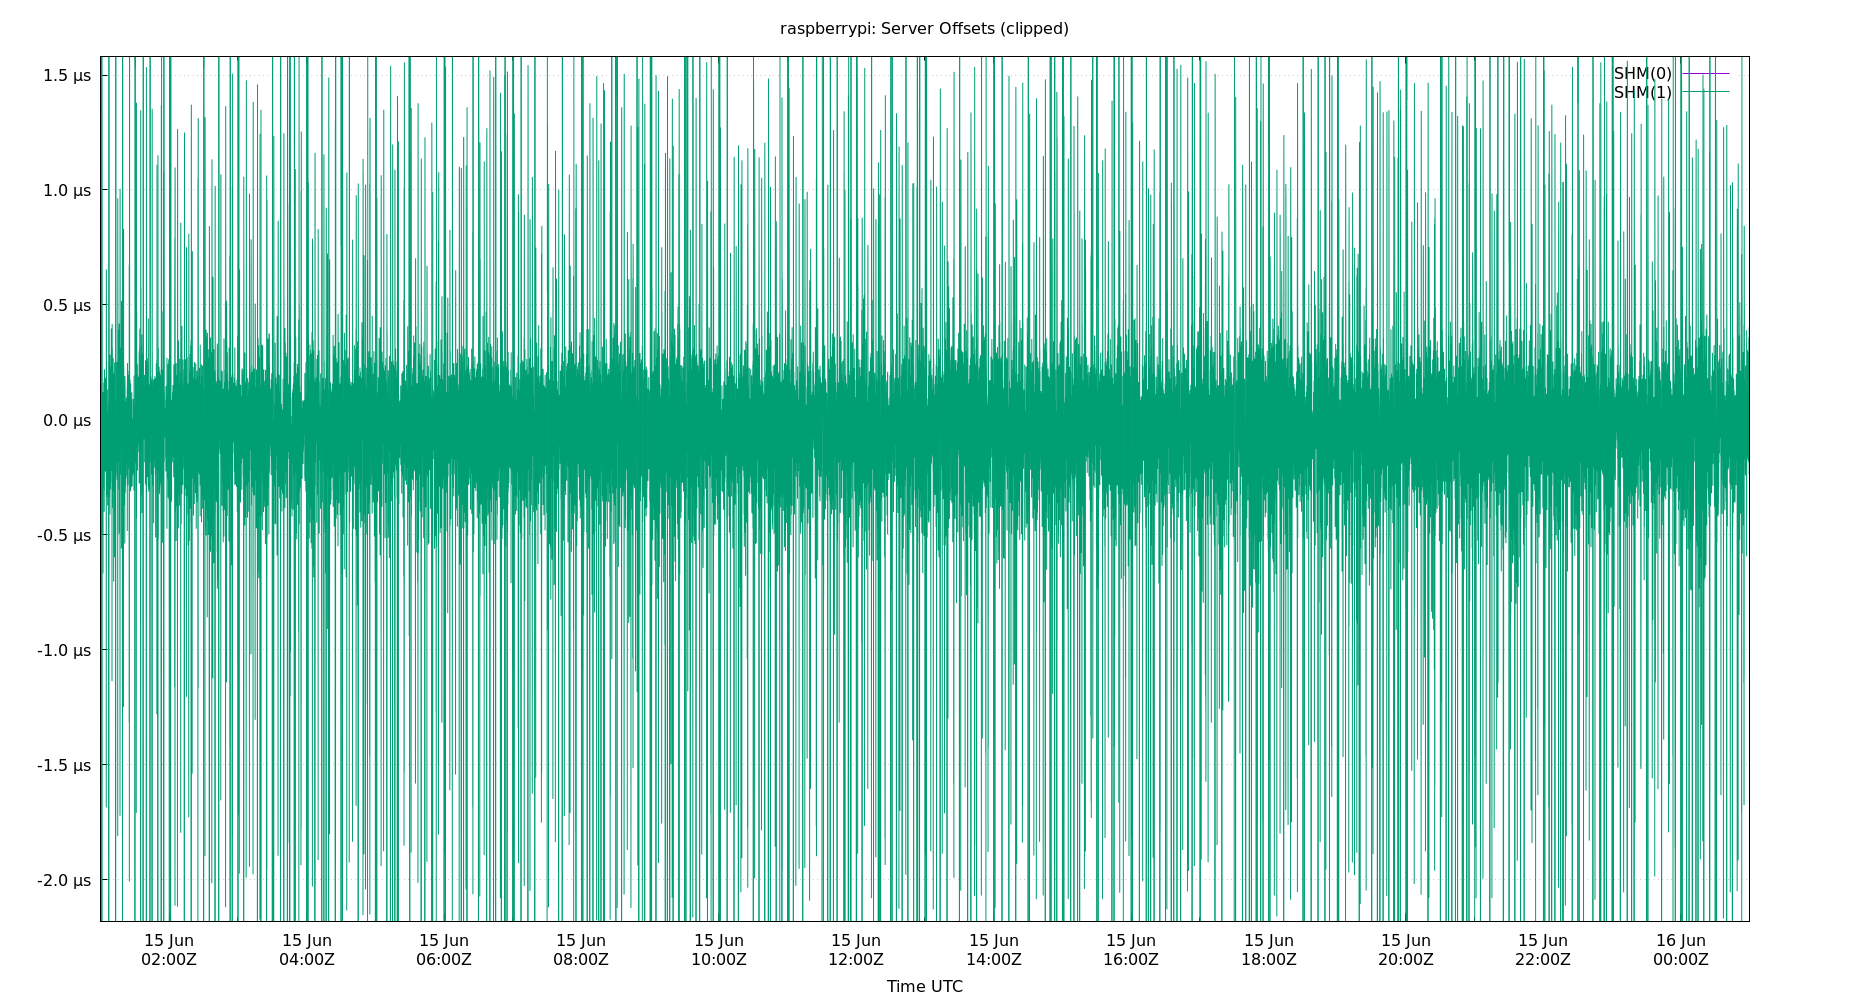 raspberrypi: Server Offsets (clipped)
SHM(0)
SHM(1)
1.5 µs
1.0 µs
0.5 µs
0.0 µs
-0.5 µs
-1.0 µs
-1.5 µs
-2.0 µs
15 Jun 15 Jun 15 Jun 15 Jun 15 Jun 15 Jun 15 Jun 15 Jun 15 Jun 15 Jun 15 Jun 16 Jun
02:00Z 04:00Z 06:00Z 08:00Z 10:00Z 12:00Z 14:00Z 16:00Z 18:00Z 20:00Z 22:00Z 00:00Z
Time UTC